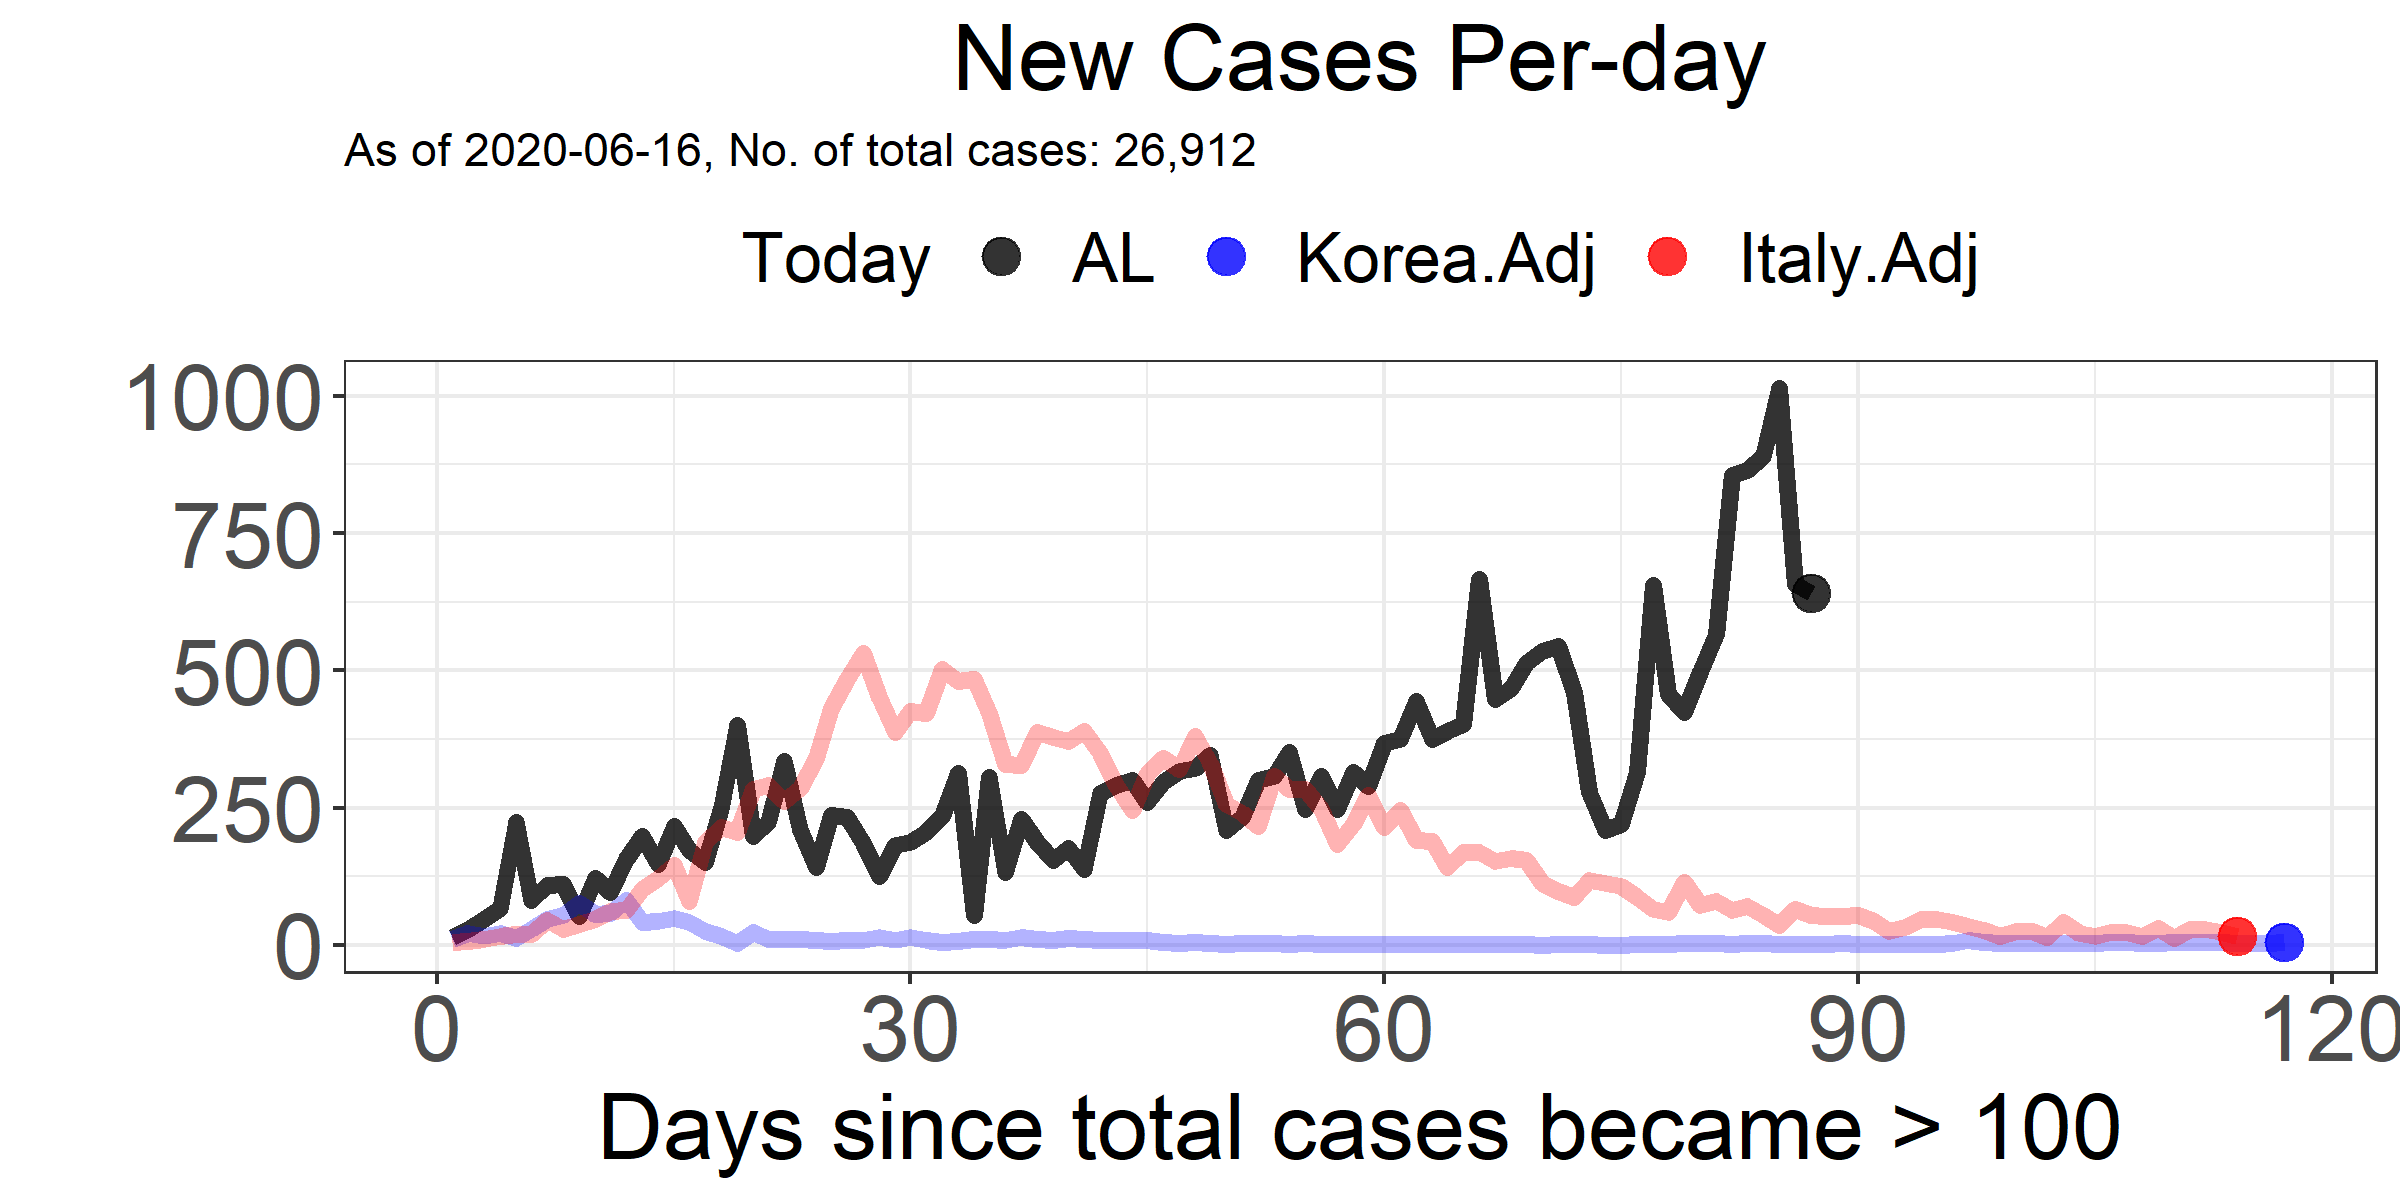 New Cases Per-day
As of 2020-06-16, No. of total cases: 26,912
Today AL Korea.Adj Italy.Adj
1000
750
500
250
0
0 30 60 90 120
Days since total cases became > 100